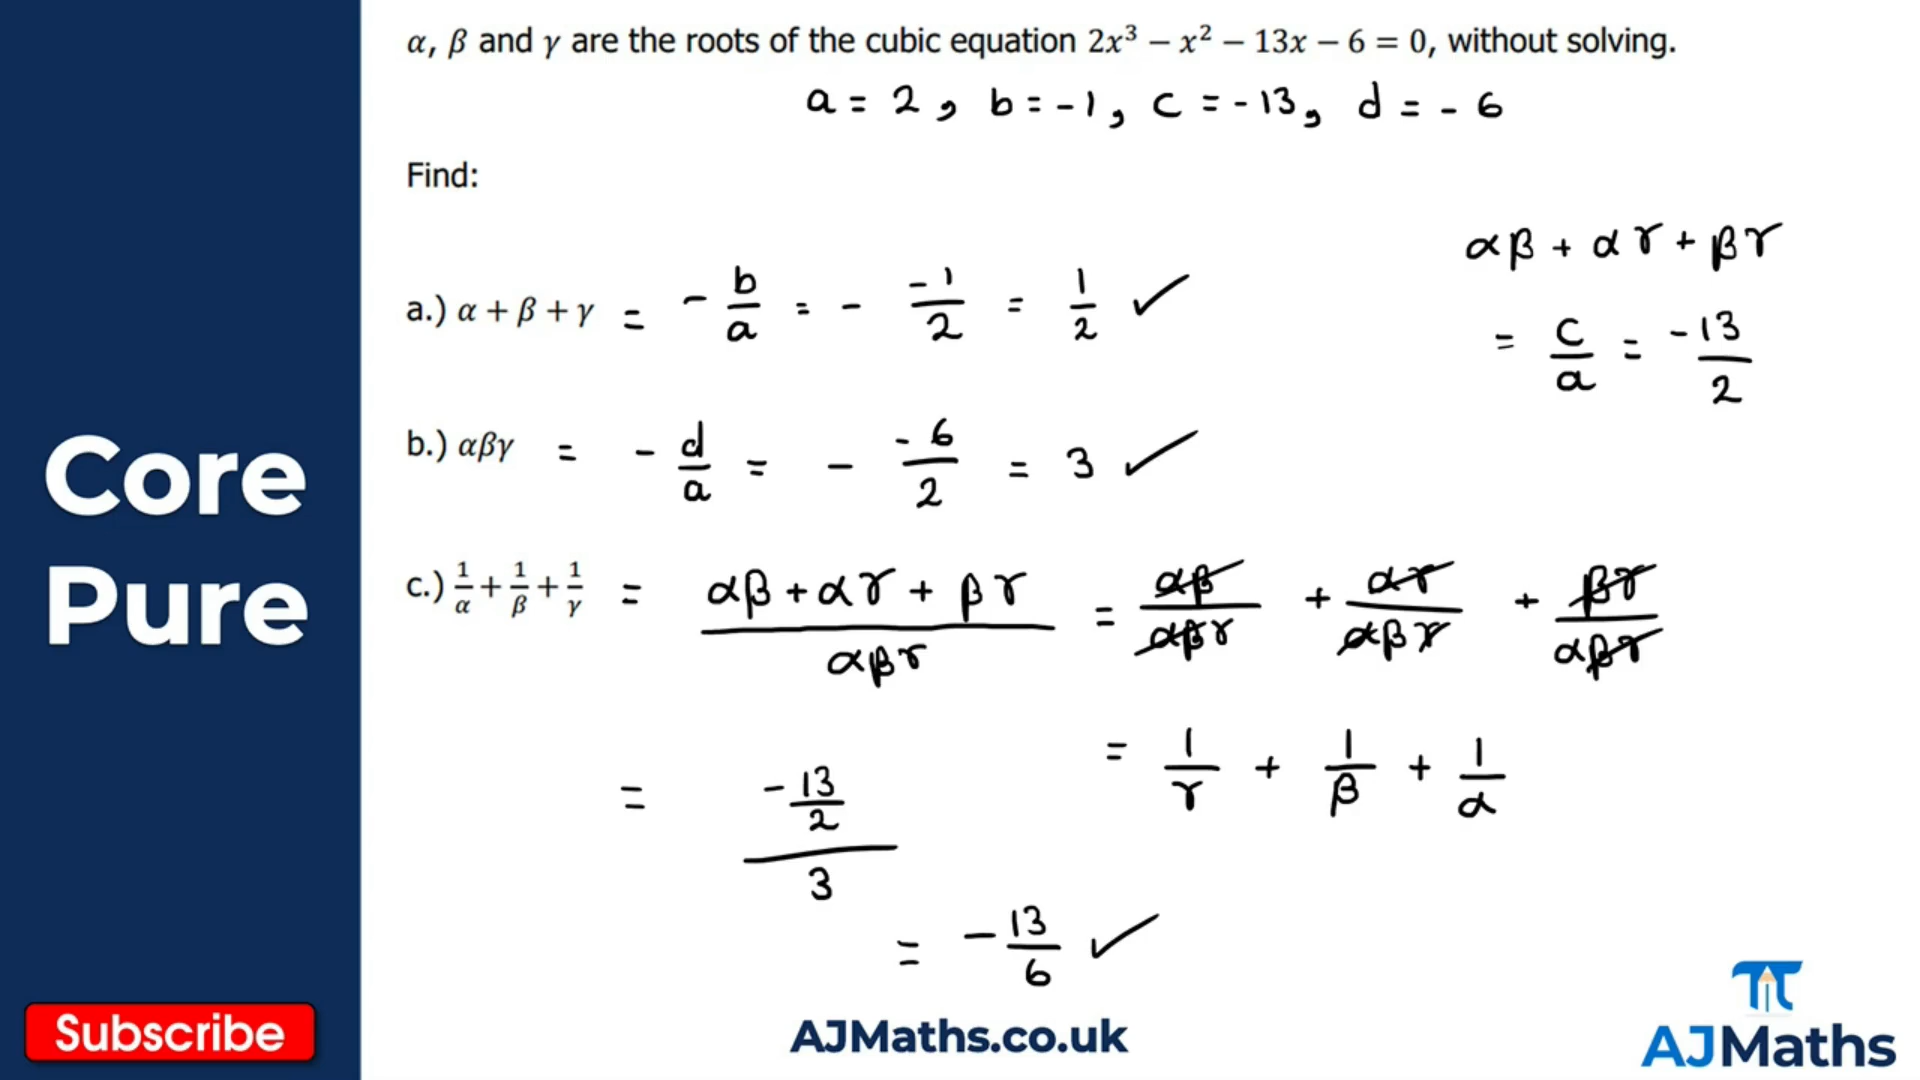 α, β and γ are the roots of the cubic equation 2x³ − x² − 13x − 6 = 0, without solving.
a = 2 , b = -1 , c = -13 , d = - 6
Find:
αβ + αγ + βγ
= c/a = -13/2
a.) α + β + γ = - b/a = - -1/2 = 1/2 ✓
b.) αβγ = - d/a = - -6/2 = 3 ✓
c.) 1/α + 1/β + 1/γ = (αβ + αγ + βγ)/(αβγ) = αβ/αβγ + αγ/αβγ + βγ/αβγ
= 1/γ + 1/β + 1/α
= (-13/2)/3
= - 13/6 ✓
Core
Pure
Subscribe
AJMaths.co.uk
AJMaths